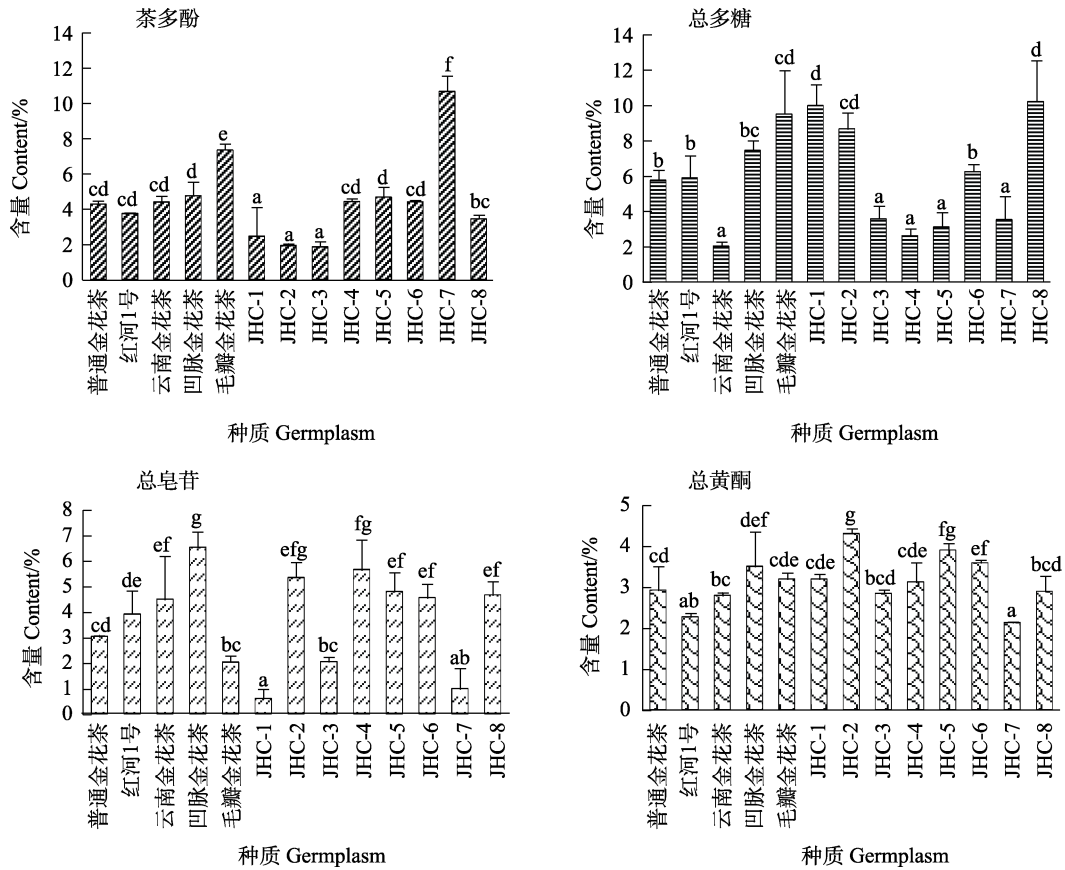 茶多酚
含量 Content/%
14
12
10
8
6
4
2
0
cd cd cd d e a a a cd d cd f bc
普通金花茶 红河1号 云南金花茶 凹脉金花茶 毛瓣金花茶 JHC-1 JHC-2 JHC-3 JHC-4 JHC-5 JHC-6 JHC-7 JHC-8
种质 Germplasm
总多糖
含量 Content/%
14
12
10
8
6
4
2
0
b b a bc cd d cd a a a b a d
普通金花茶 红河1号 云南金花茶 凹脉金花茶 毛瓣金花茶 JHC-1 JHC-2 JHC-3 JHC-4 JHC-5 JHC-6 JHC-7 JHC-8
种质 Germplasm
总皂苷
含量 Content/%
8
7
6
5
4
3
2
1
0
cd de ef g bc a efg bc fg ef ef ab ef
普通金花茶 红河1号 云南金花茶 凹脉金花茶 毛瓣金花茶 JHC-1 JHC-2 JHC-3 JHC-4 JHC-5 JHC-6 JHC-7 JHC-8
种质 Germplasm
总黄酮
含量 Content/%
5
4
3
2
1
0
cd ab bc def cde cde g bcd cde fg ef a bcd
普通金花茶 红河1号 云南金花茶 凹脉金花茶 毛瓣金花茶 JHC-1 JHC-2 JHC-3 JHC-4 JHC-5 JHC-6 JHC-7 JHC-8
种质 Germplasm